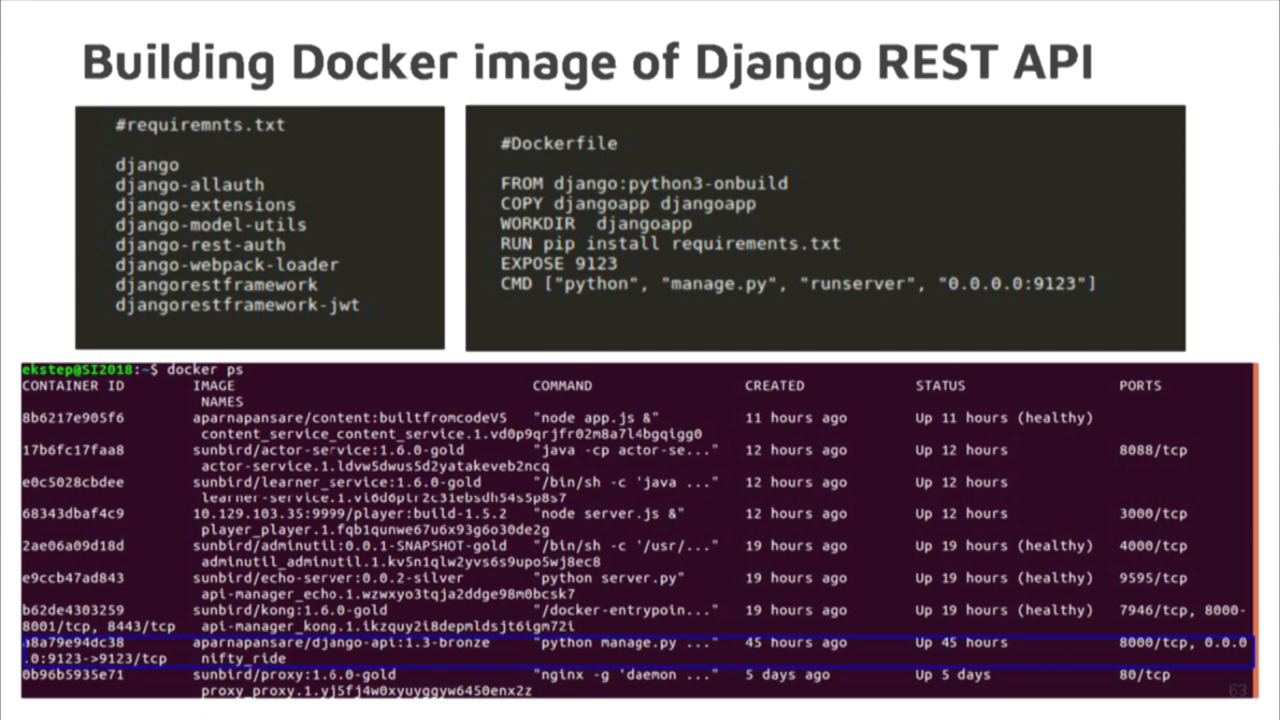 Building Docker image of Django REST API
#requiremnts.txt
django
django-allauth
django-extensions
django-model-utils
django-rest-auth
django-webpack-loader
djangorestframework
djangorestframework-jwt
#Dockerfile
FROM django:python3-onbuild
COPY djangoapp djangoapp
WORKDIR  djangoapp
RUN pip install requirements.txt
EXPOSE 9123
CMD ["python", "manage.py", "runserver", "0.0.0.0:9123"]
ekstep@SI2018:~$ docker ps
CONTAINER ID IMAGE COMMAND CREATED STATUS PORTS
NAMES
8b6217e905f6 aparnapansare/content:builtfromcodeV5 "node app.js &" 11 hours ago Up 11 hours (healthy)
content_service_content_service.1.vd0p9qrjfr02m8a7l4bgqigg0
17b6fc17faa8 sunbird/actor-service:1.6.0-gold "java -cp actor-se..." 12 hours ago Up 12 hours 8088/tcp
actor-service.1.ldvw5dwus5d2yatakeveb2ncq
e0c5028cbdee sunbird/learner_service:1.6.0-gold "/bin/sh -c 'java ..." 12 hours ago Up 12 hours
learner-service.1.vi6d6ptr2c31ebsdh54s5p8s7
68343dbaf4c9 10.129.103.35:9999/player:build-1.5.2 "node server.js &" 12 hours ago Up 12 hours 3000/tcp
player_player.1.fqb1qunwe67u6x93g6o30de2g
2ae06a09d18d sunbird/adminutil:0.0.1-SNAPSHOT-gold "/bin/sh -c '/usr/..." 19 hours ago Up 19 hours (healthy) 4000/tcp
adminutil_adminutil.1.kv5n1qlw2yvs6s9upo5wj8ec8
e9ccb47ad843 sunbird/echo-server:0.0.2-silver "python server.py" 19 hours ago Up 19 hours (healthy) 9595/tcp
api-manager_echo.1.wzwxyo3tqja2ddge98m0bcsk7
b62de4303259 sunbird/kong:1.6.0-gold "/docker-entrypoin..." 19 hours ago Up 19 hours (healthy) 7946/tcp, 8000-
8001/tcp, 8443/tcp api-manager_kong.1.ikzquy2i8depmldsjt6igm72i
a8a79e94dc38 aparnapansare/django-api:1.3-bronze "python manage.py ..." 45 hours ago Up 45 hours 8000/tcp, 0.0.0
.0:9123->9123/tcp nifty_ride
0b96b5935e71 sunbird/proxy:1.6.0-gold "nginx -g 'daemon ..." 5 days ago Up 5 days 80/tcp
proxy_proxy.1.yj5fj4w0xyuyggyw6450enx2z
63